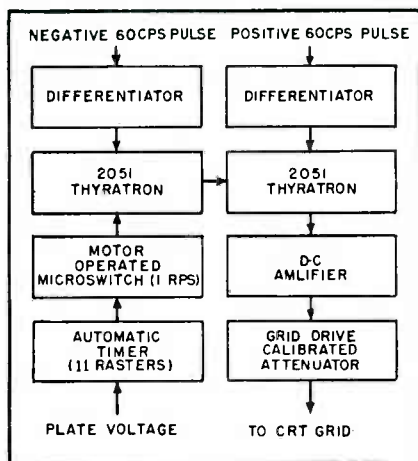 NEGATIVE 60CPS PULSE
POSITIVE 60CPS PULSE
DIFFERENTIATOR
DIFFERENTIATOR
2051
THYRATRON
2051
THYRATRON
MOTOR
OPERATED
MICROSWITCH (1 RPS)
D-C
AMLIFIER
AUTOMATIC
TIMER
(11 RASTERS)
GRID DRIVE
CALIBRATED
ATTENUATOR
PLATE VOLTAGE
TO CRT GRID